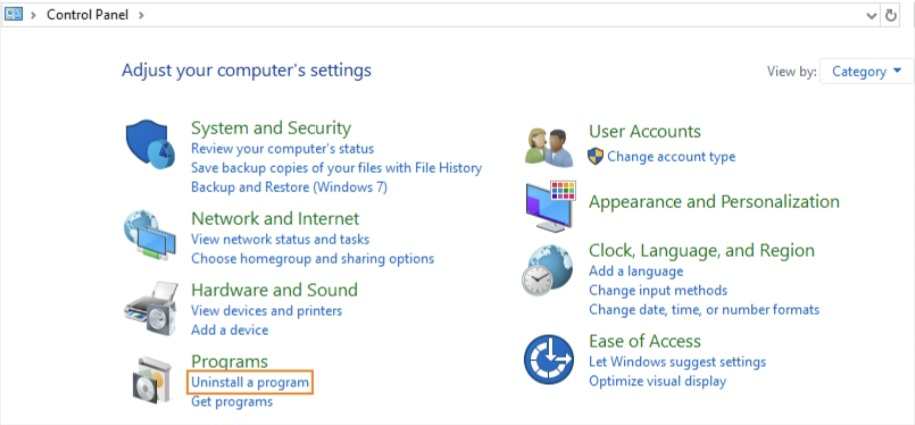 Control Panel
Adjust your computer's settings
View by: Category
System and Security
Review your computer's status
Save backup copies of your files with File History
Backup and Restore (Windows 7)
Network and Internet
View network status and tasks
Choose homegroup and sharing options
Hardware and Sound
View devices and printers
Add a device
Programs
Uninstall a program
Get programs
User Accounts
Change account type
Appearance and Personalization
Clock, Language, and Region
Add a language
Change input methods
Change date, time, or number formats
Ease of Access
Let Windows suggest settings
Optimize visual display